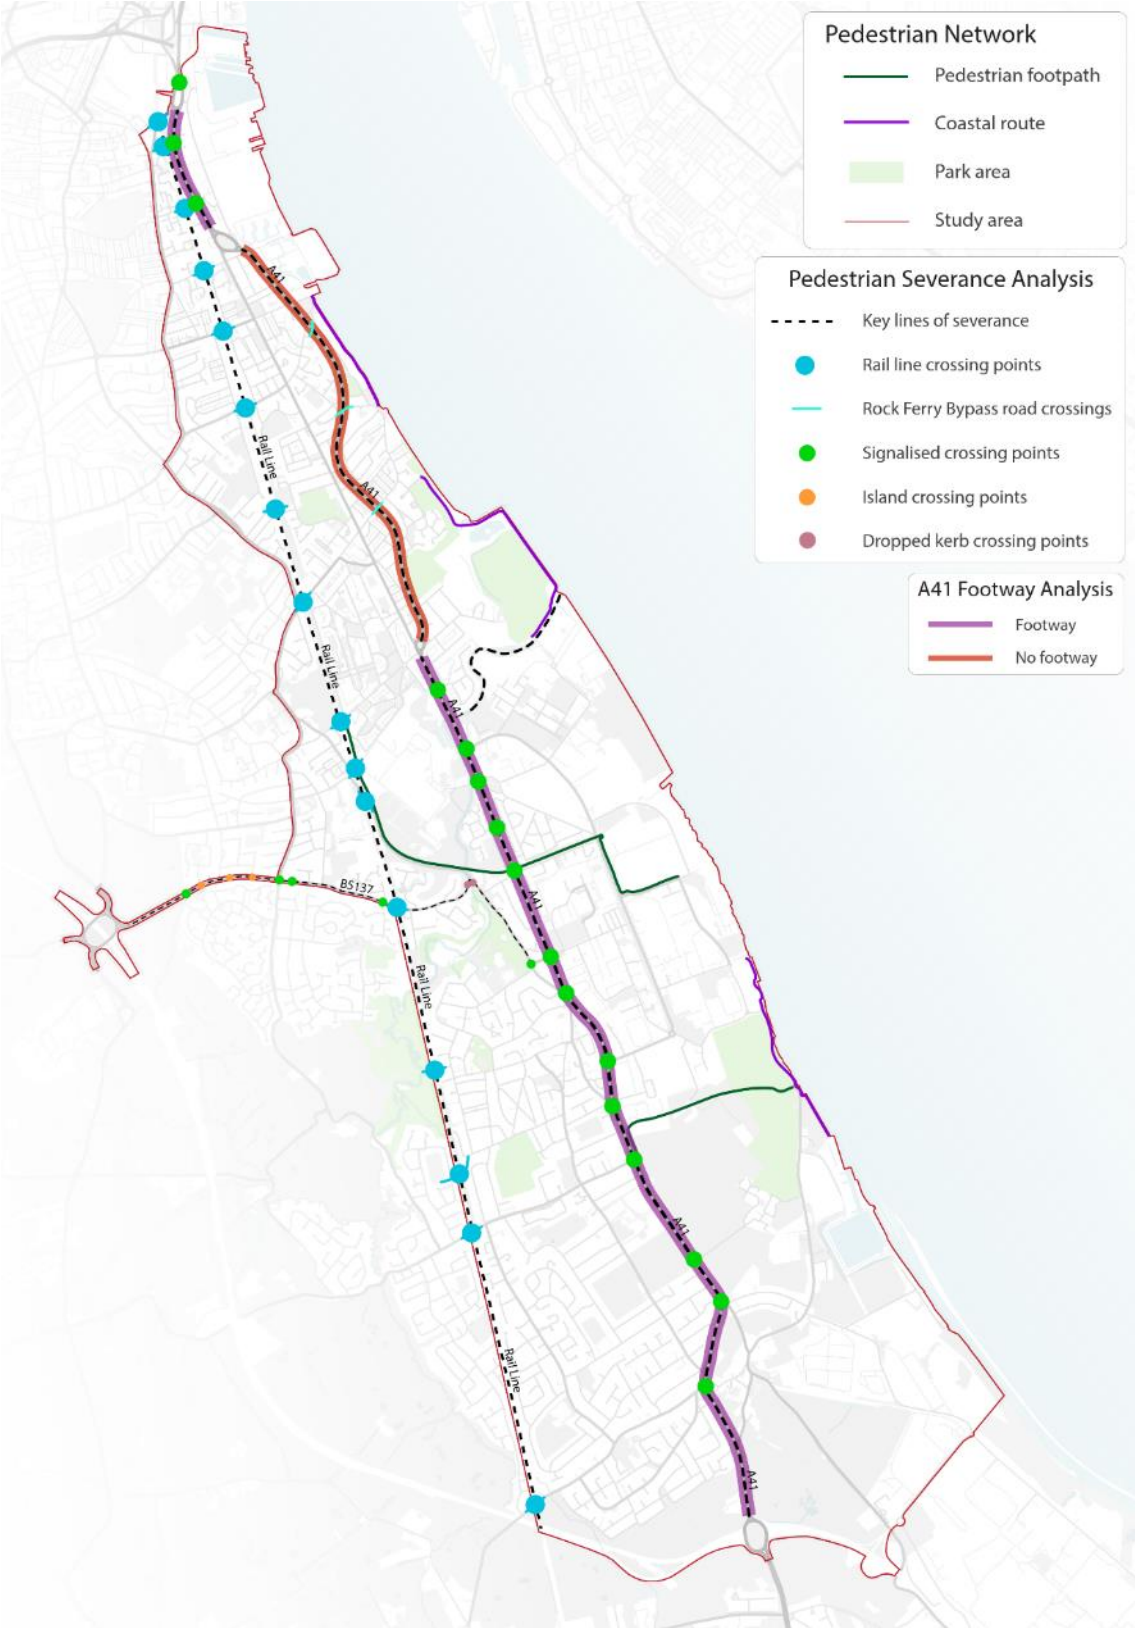 Pedestrian Network
Pedestrian footpath
Coastal route
Park area
Study area
Pedestrian Severance Analysis
Key lines of severance
Rail line crossing points
Rock Ferry Bypass road crossings
Signalised crossing points
Island crossing points
Dropped kerb crossing points
A41 Footway Analysis
Footway
No footway
A41
Rail Line
A41
Rail Line
A41
B5137
A41
Rail Line
A41
Rail Line
A41